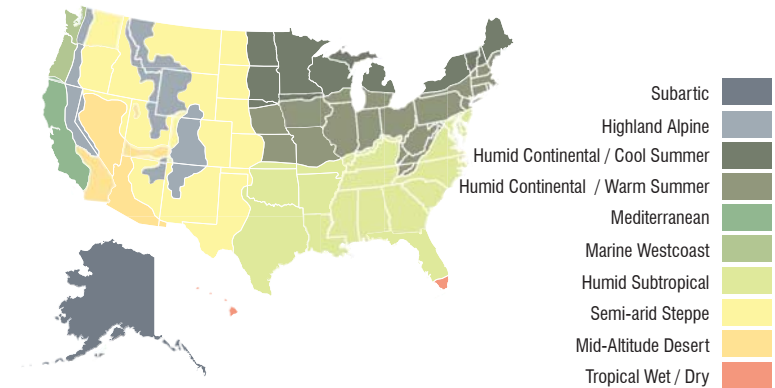 Subartic
Highland Alpine
Humid Continental / Cool Summer
Humid Continental / Warm Summer
Mediterranean
Marine Westcoast
Humid Subtropical
Semi-arid Steppe
Mid-Altitude Desert
Tropical Wet / Dry